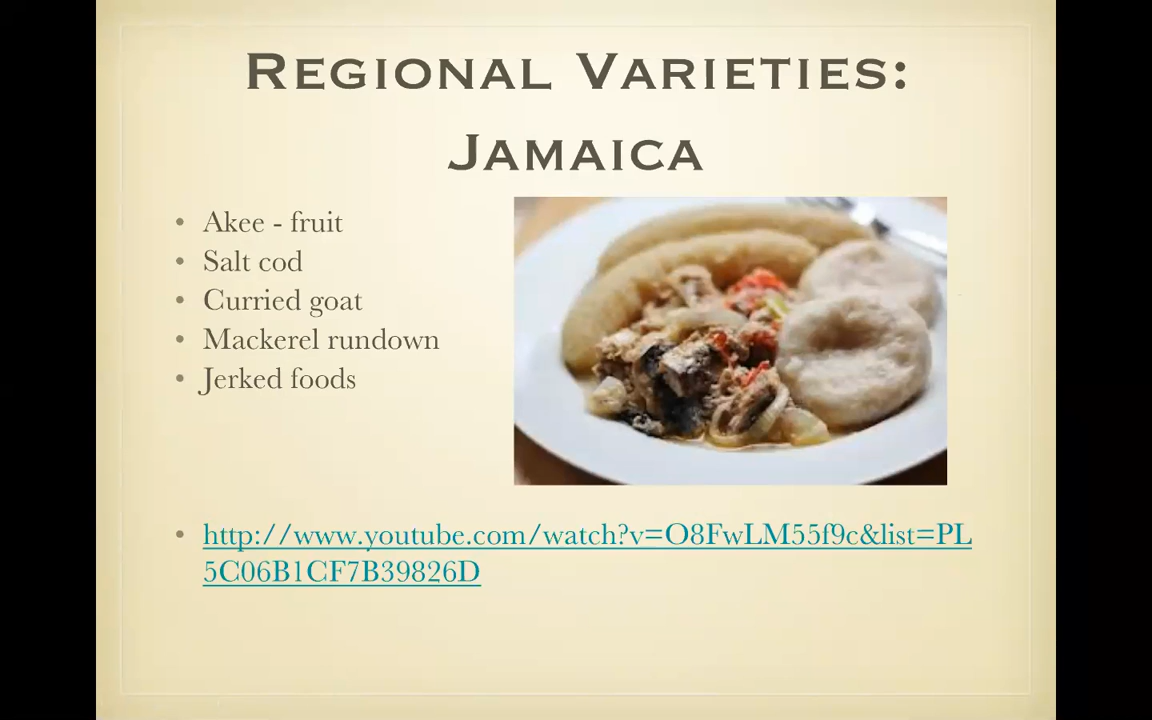 Regional Varieties:
Jamaica
• Akee - fruit
• Salt cod
• Curried goat
• Mackerel rundown
• Jerked foods
• http://www.youtube.com/watch?v=O8FwLM55f9c&list=PL
5C06B1CF7B39826D